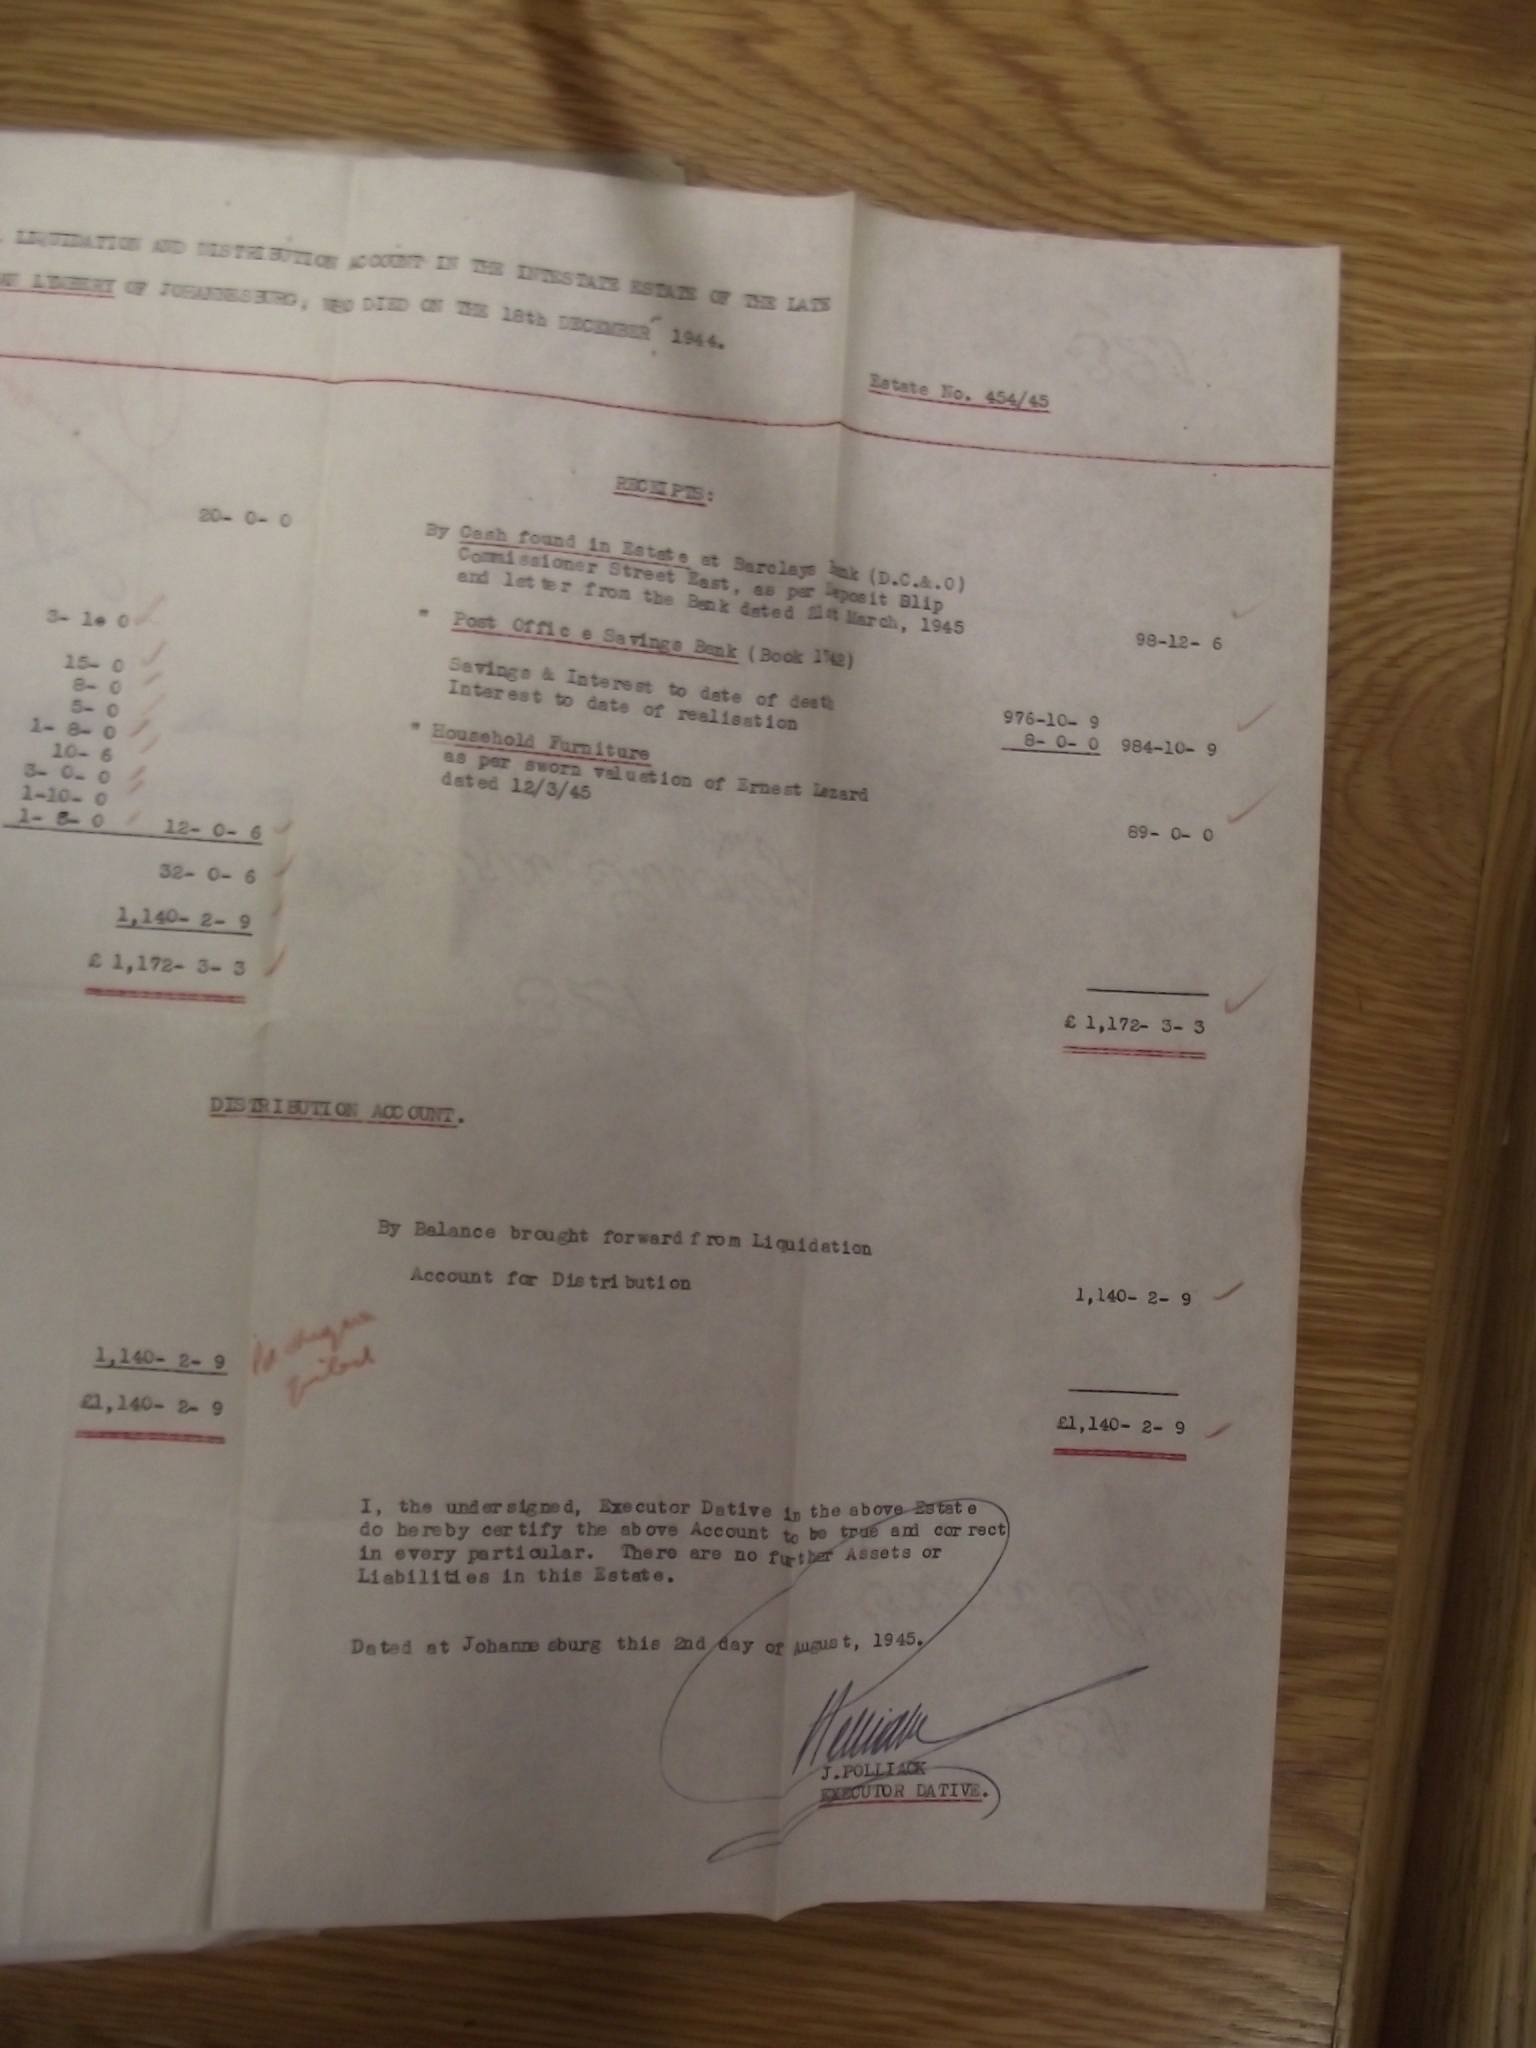 LIQUIDATION AND DISTRIBUTION ACCOUNT IN THE INTESTATE ESTATE OF THE LATE
OF JOHANNESBURG, WHO DIED ON THE 18th DECEMBER 1944.
Estate No. 454/45
RECEIPTS:
20- 0- 0
By Cash found in Estate at Barclays Bank (D.C.&.O)
Commissioner Street East, as per Deposit Slip
and letter from the Bank dated 21st March, 1945
98-12- 6
" Post Office Savings Bank (Book 1942)
Savings & Interest to date of death
976-10- 9
Interest to date of realisation
8- 0- 0 984-10- 9
" Household Furniture
as per sworn valuation of Ernest Lezard
dated 12/3/45
89- 0- 0
15- 0
8- 0
5- 0
1- 8- 0
10- 6
3- 0- 0
1-10- 0
12- 0- 6
32- 0- 6
1,140- 2- 9
£ 1,172- 3- 3
£ 1,172- 3- 3
DISTRIBUTION ACCOUNT.
By Balance brought forward from Liquidation
Account for Distribution
1,140- 2- 9
1,140- 2- 9
£1,140- 2- 9
£1,140- 2- 9
I, the undersigned, Executor Dative in the above Estate
do hereby certify the above Account to be true and correct
in every particular. There are no further Assets or
Liabilities in this Estate.
Dated at Johannesburg this 2nd day of August, 1945.
J.POLLIACK
EXECUTOR DATIVE.